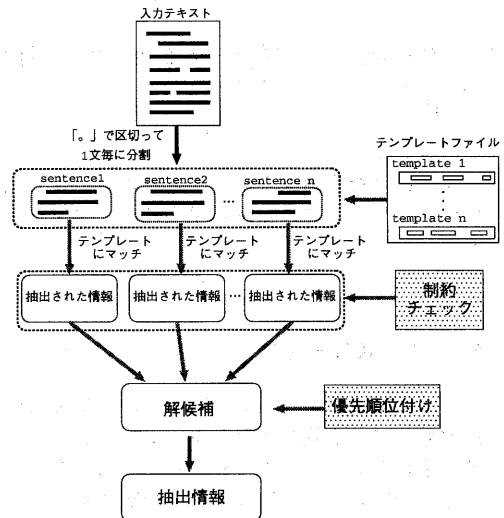 入力テキスト
「。」で区切って
1文毎に分割
テンプレートファイル
template 1
template n
sentence1
sentence2
sentence n
テンプレート
にマッチ
テンプレート
にマッチ
テンプレート
にマッチ
抽出された情報
抽出された情報
抽出された情報
制約
チェック
解候補
優先順位付け
抽出情報